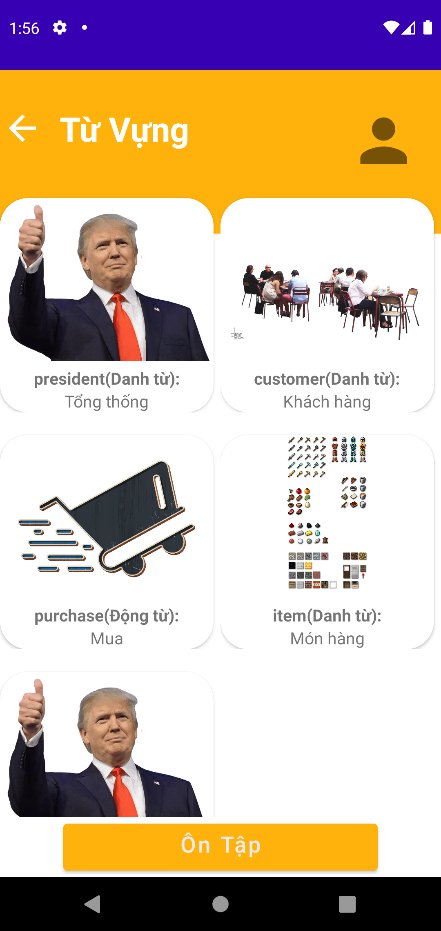 1:56
Từ Vựng
president(Danh từ):
Tổng thống
customer(Danh từ):
Khách hàng
purchase(Động từ):
Mua
item(Danh từ):
Món hàng
Ôn Tập